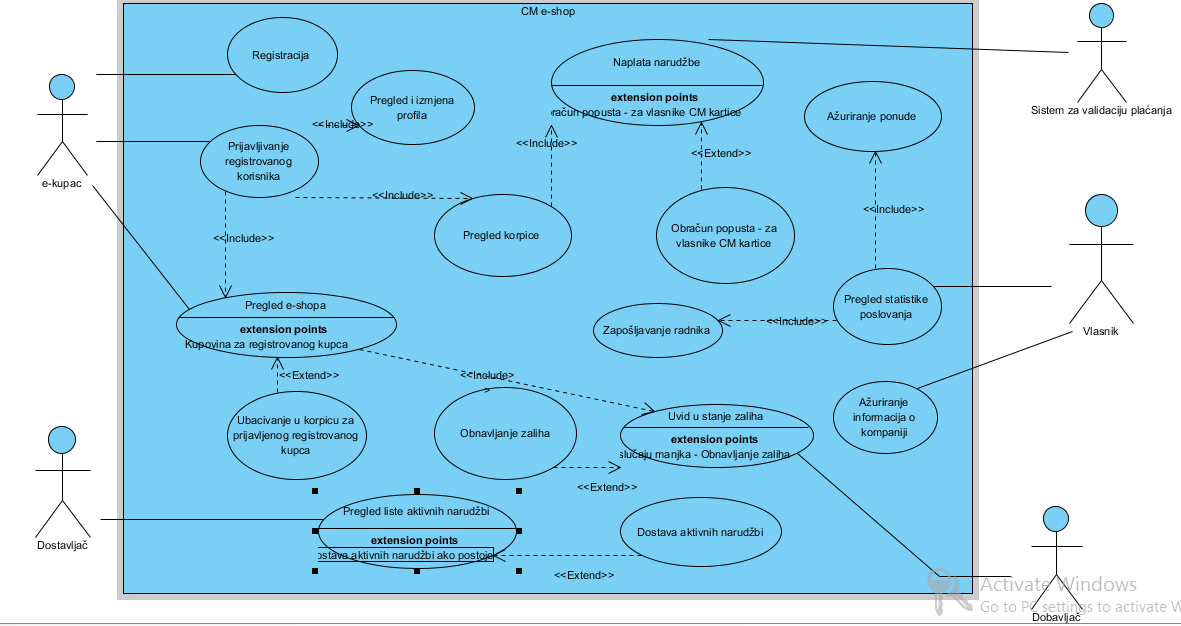 CM e-shop
Registracija
Naplata narudžbe
extension points
račun popusta - za vlasnike CM kartice
Sistem za validaciju plaćanja
Pregled i izmjena
profila
<<Include>>
Ažuriranje ponude
e-kupac
Prijavljivanje
registrovanog
korisnika
<<Include>>
<<Extend>>
<<Include>>
<<Include>>
<<Include>>
Pregled korpice
Obračun popusta - za
vlasnike CM kartice
Pregled statistike
poslovanja
Vlasnik
Pregled e-shopa
extension points
Kupovina za registrovanog kupca
Zapošljavanje radnika
<<Include>>
<<Extend>>
<<Include>
Ubacivanje u korpicu za
prijavljenog registrovanog
kupca
Obnavljanje zaliha
Uvid u stanje zaliha
extension points
slučaju manjka - Obnavljanje zaliha
Ažuriranje
informacija o
kompaniji
<<Extend>>
Dostavljač
Pregled liste aktivnih narudžbi
extension points
ostava aktivnih narudžbi ako postoje
Dostava aktivnih narudžbi
<<Extend>>
Dobavljač
Activate Windows
Go to PC settings to activate W